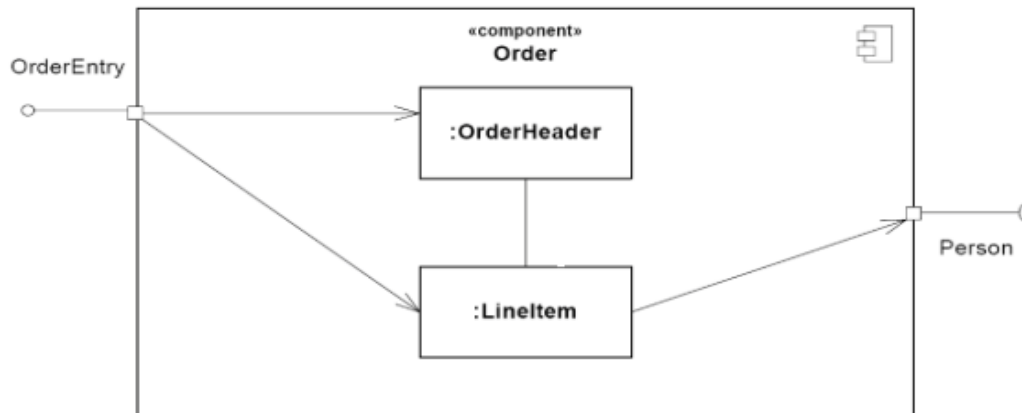 «component»
Order
OrderEntry
:OrderHeader
:LineItem
Person